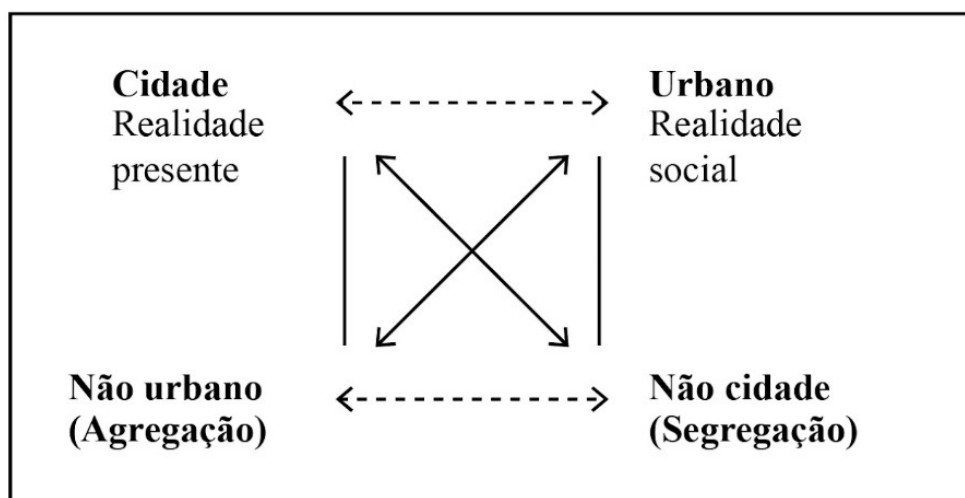 Cidade
Realidade
presente
Urbano
Realidade
social
Não urbano
(Agregação)
Não cidade
(Segregação)